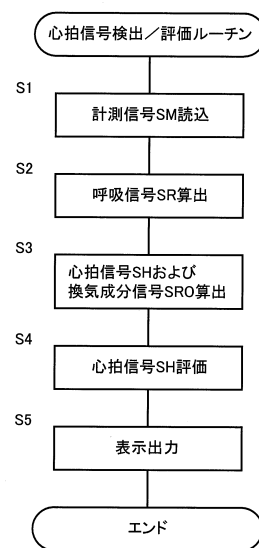 心拍信号検出／評価ルーチン
S1
計測信号SM読込
S2
呼吸信号SR算出
S3
心拍信号SHおよび
換気成分信号SRO算出
S4
心拍信号SH評価
S5
表示出力
エンド